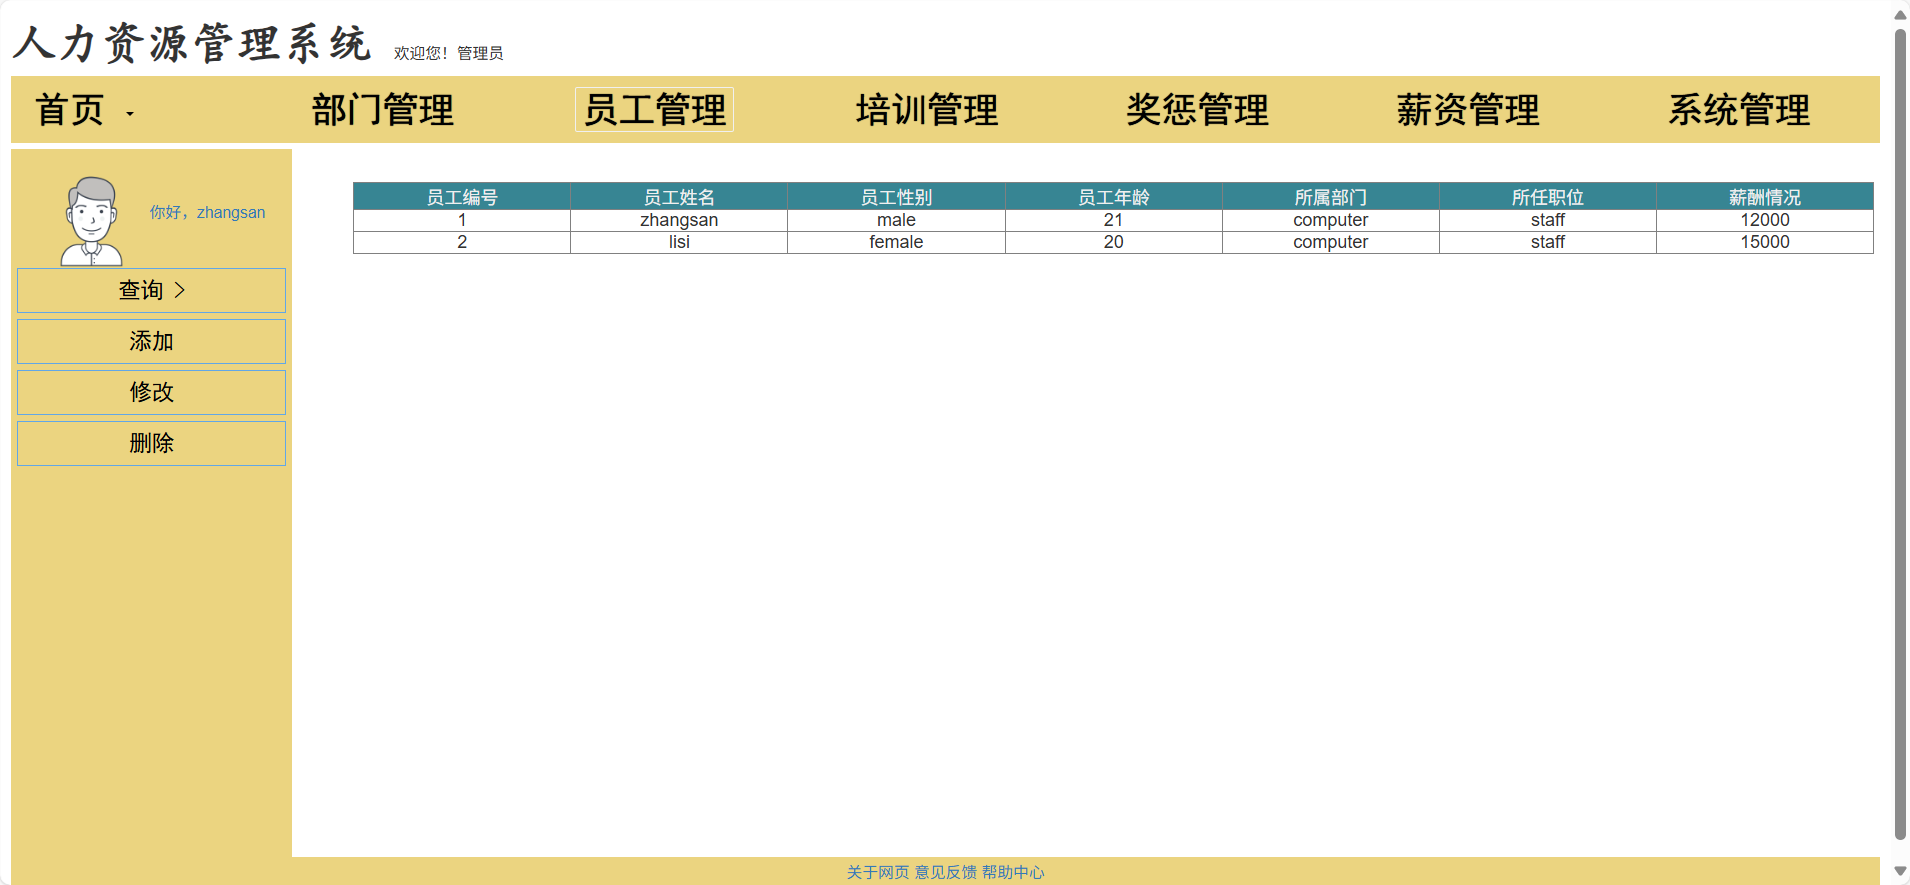 人力资源管理系统 欢迎您！管理员
首页 部门管理 员工管理 培训管理 奖惩管理 薪资管理 系统管理
你好，zhangsan
查询 >
添加
修改
删除
员工编号 员工姓名 员工性别 员工年龄 所属部门 所任职位 薪酬情况
1 zhangsan male 21 computer staff 12000
2 lisi female 20 computer staff 15000
关于网页 意见反馈 帮助中心